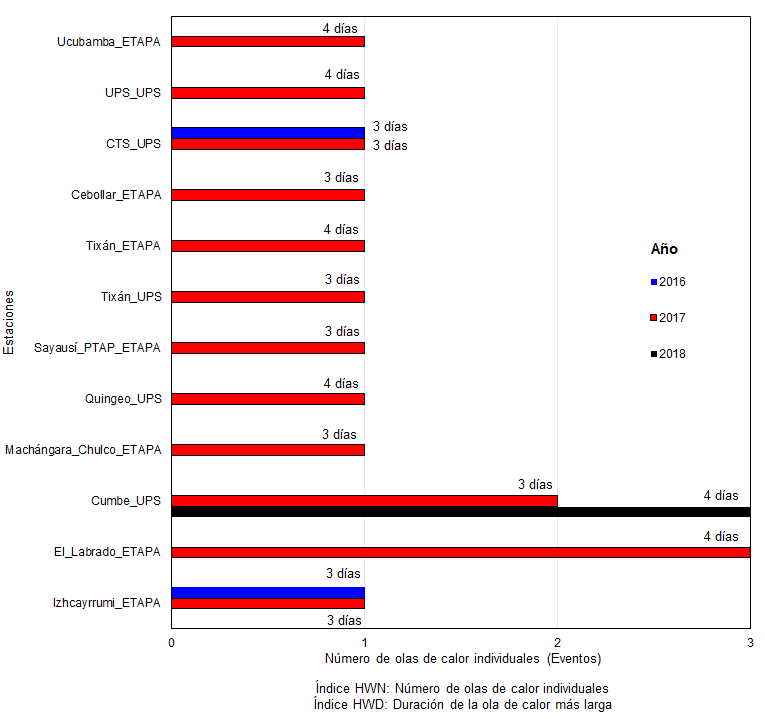 4 días
Ucubamba_ETAPA
4 días
UPS_UPS
3 días
CTS_UPS
3 días
3 días
Cebollar_ETAPA
4 días
Tixán_ETAPA
Año
2016
3 días
Tixán_UPS
2017
3 días
Sayausí_PTAP_ETAPA
2018
4 días
Quingeo_UPS
3 días
Machángara_Chulco_ETAPA
3 días
4 días
Cumbe_UPS
4 días
El_Labrado_ETAPA
3 días
Izhcayrrumi_ETAPA
3 días
Estaciones
0 1 2 3
Número de olas de calor individuales (Eventos)
Índice HWN: Número de olas de calor individuales
Índice HWD: Duración de la ola de calor más larga